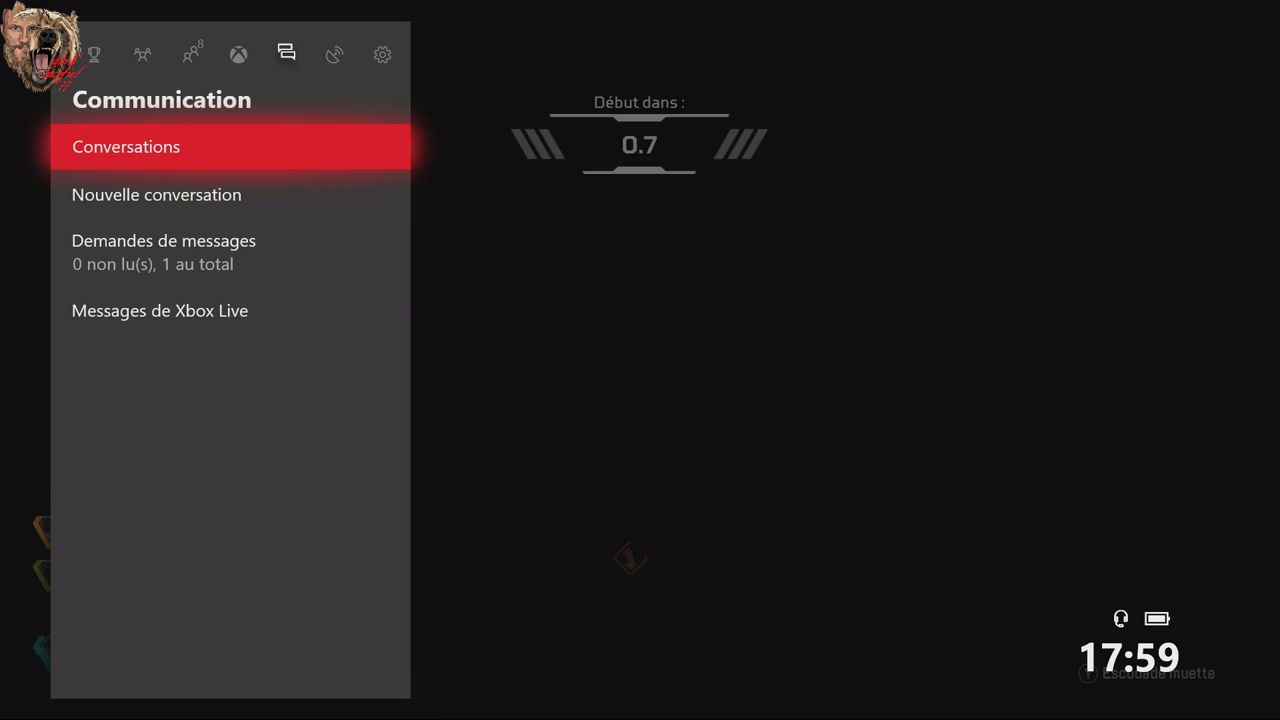 8
Communication
Conversations
Nouvelle conversation
Demandes de messages
0 non lu(s), 1 au total
Messages de Xbox Live
Début dans :
0.7
17:59
Y Escouade muette